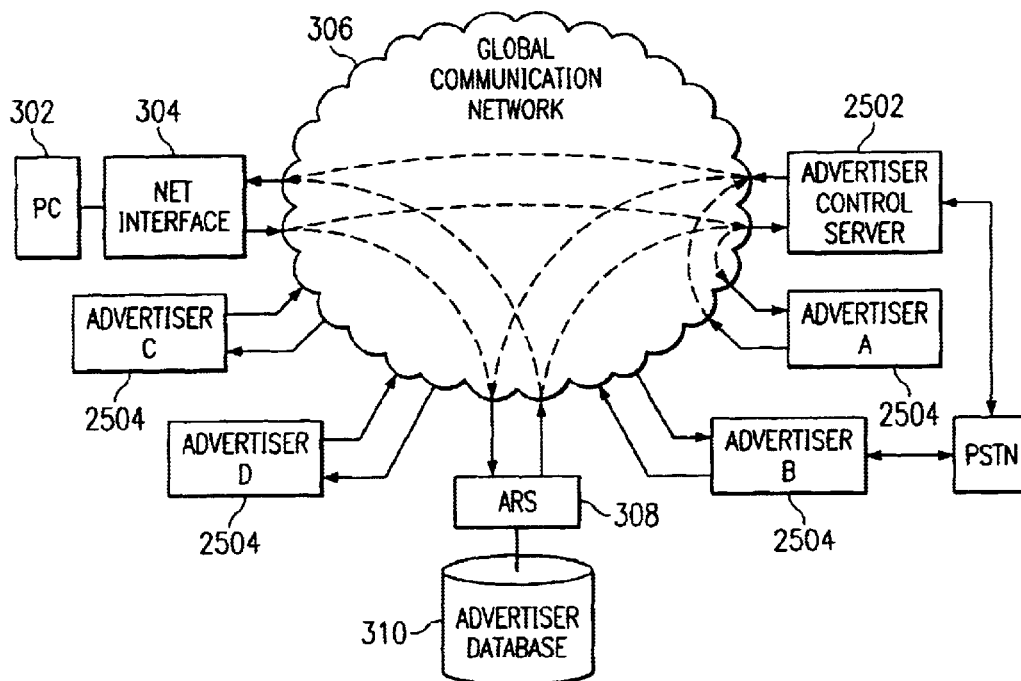 306
GLOBAL
COMMUNICATION
NETWORK
302
304
2502
PC
NET
INTERFACE
ADVERTISER
CONTROL
SERVER
ADVERTISER
C
2504
ADVERTISER
A
2504
ADVERTISER
D
2504
ADVERTISER
B
2504
PSTN
ARS
308
310
ADVERTISER
DATABASE